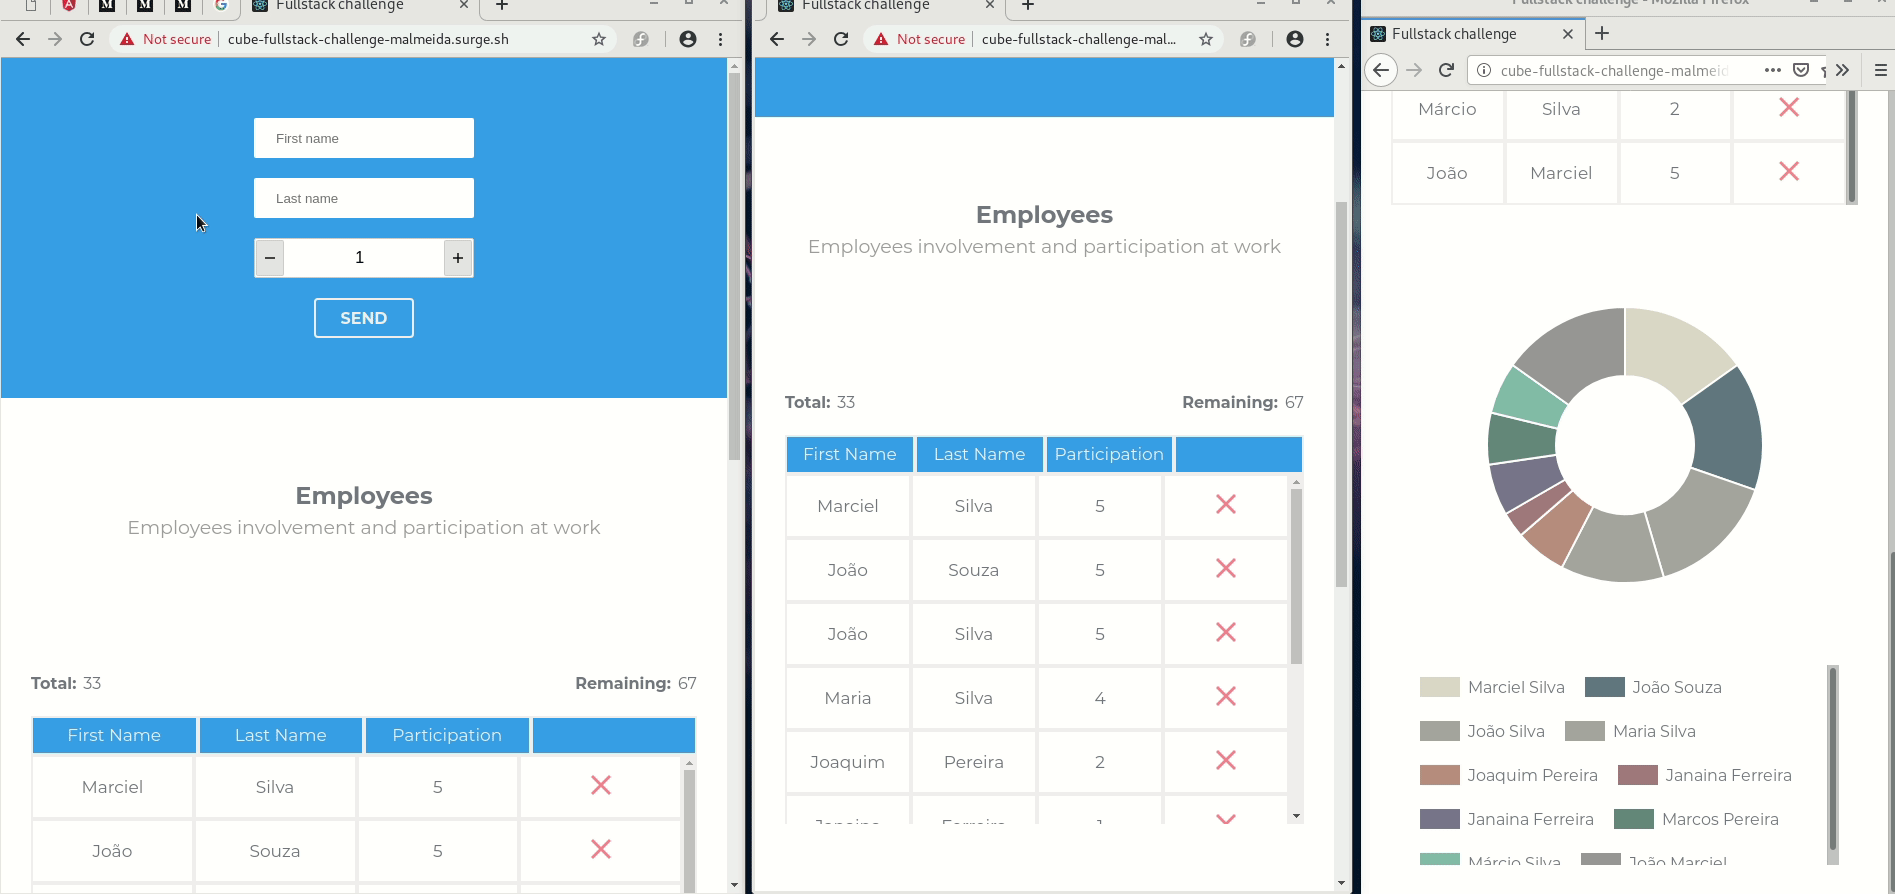 Fullstack challenge
Not secure
cube-fullstack-challenge-malmeida.surge.sh
First name
Last name
− 1 +
SEND
Employees
Employees involvement and participation at work
Total: 33 Remaining: 67
First Name Last Name Participation
Marciel Silva 5
João Souza 5
Fullstack challenge
Not secure
cube-fullstack-challenge-mal...
Employees
Employees involvement and participation at work
Total: 33 Remaining: 67
First Name Last Name Participation
Marciel Silva 5
João Souza 5
João Silva 5
Maria Silva 4
Joaquim Pereira 2
Janaina Ferreira 1
Fullstack challenge - Mozilla Firefox
Fullstack challenge
cube-fullstack-challenge-malmeid
Márcio Silva 2
João Marciel 5
Marciel Silva João Souza
João Silva Maria Silva
Joaquim Pereira Janaina Ferreira
Janaina Ferreira Marcos Pereira
Márcio Silva João Marciel